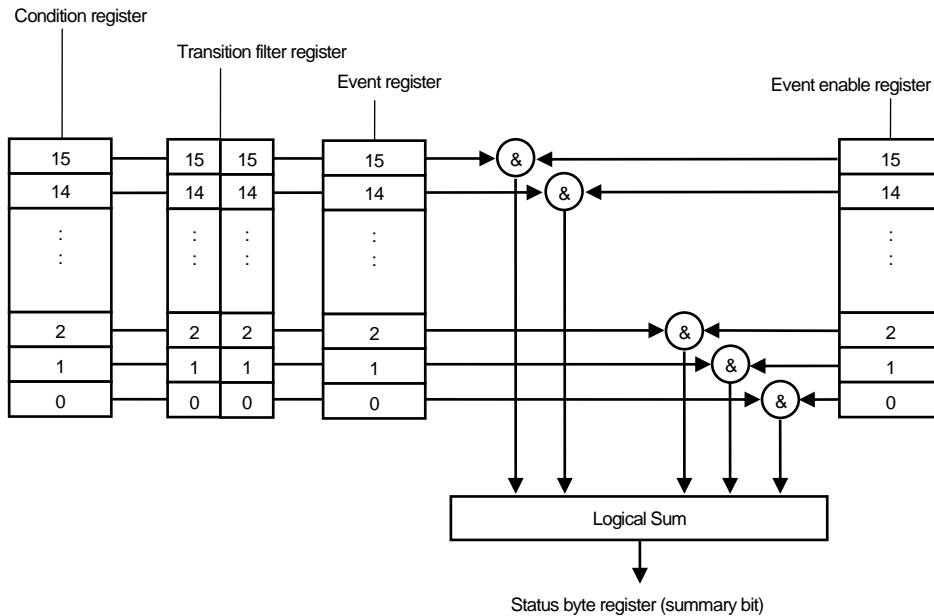 Condition register
Transition filter register
Event register
Event enable register
15 15 15 15 & 15
14 14 14 14 & 14
: : : : :
: : : : :
2 2 2 2 & 2
1 1 1 1 & 1
0 0 0 0 & 0
Logical Sum
Status byte register (summary bit)